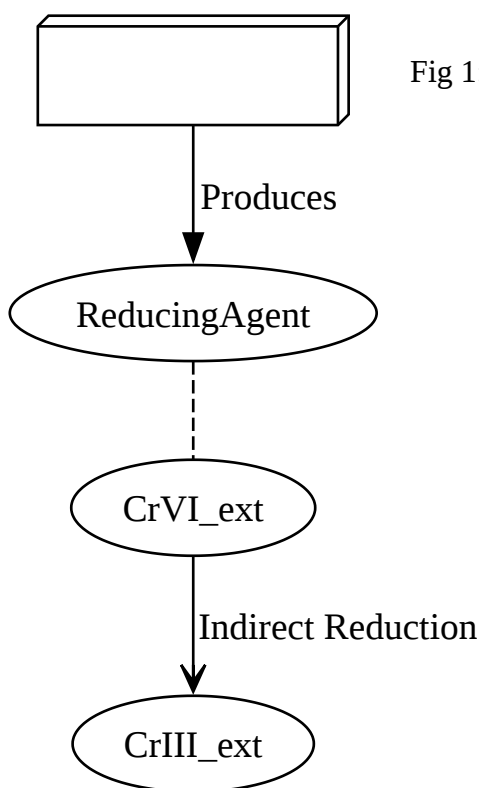 Fig 1
Produces
ReducingAgent
CrVI_ext
Indirect Reduction
CrIII_ext